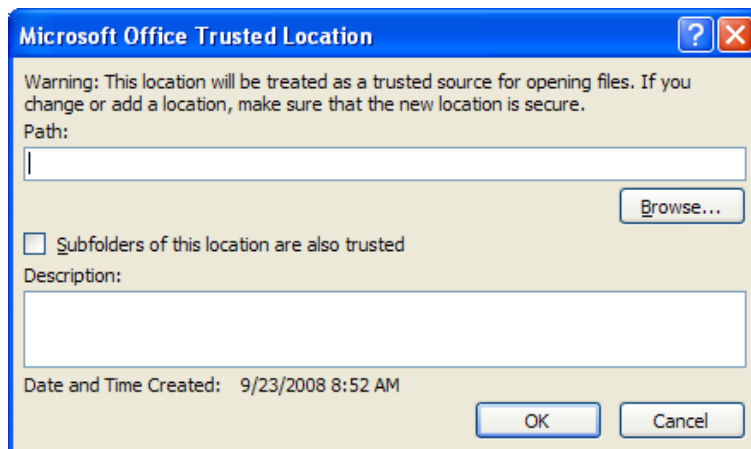 Microsoft Office Trusted Location
Warning: This location will be treated as a trusted source for opening files. If you
change or add a location, make sure that the new location is secure.
Path:
Browse...
Subfolders of this location are also trusted
Description:
Date and Time Created: 9/23/2008 8:52 AM
OK Cancel